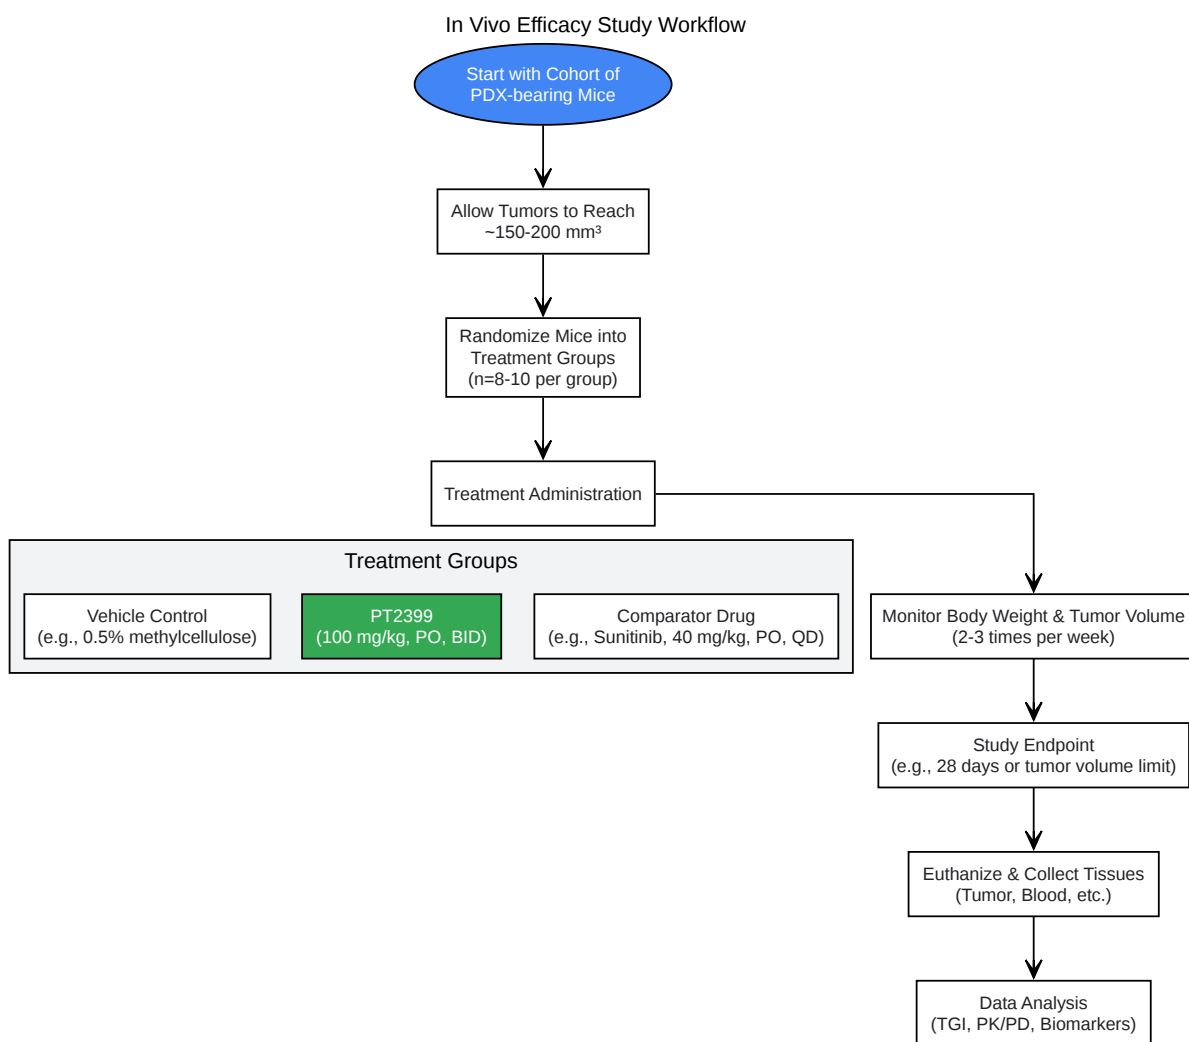 In Vivo Efficacy Study Workflow
Start with Cohort of
PDX-bearing Mice
Allow Tumors to Reach
~150-200 mm³
Randomize Mice into
Treatment Groups
(n=8-10 per group)
Treatment Administration
Treatment Groups
Vehicle Control
(e.g., 0.5% methylcellulose)
PT2399
(100 mg/kg, PO, BID)
Comparator Drug
(e.g., Sunitinib, 40 mg/kg, PO, QD)
Monitor Body Weight & Tumor Volume
(2-3 times per week)
Study Endpoint
(e.g., 28 days or tumor volume limit)
Euthanize & Collect Tissues
(Tumor, Blood, etc.)
Data Analysis
(TGI, PK/PD, Biomarkers)